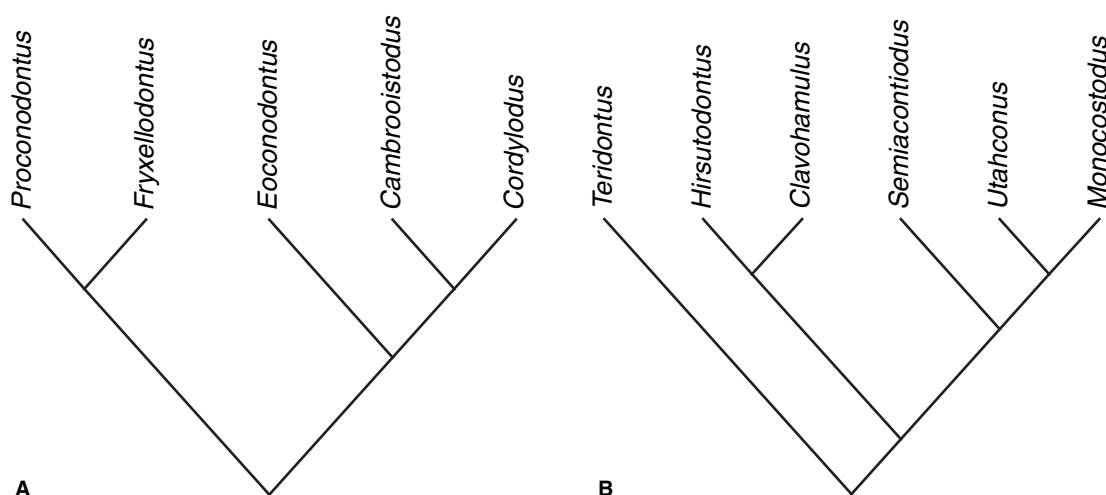 Proconodontus
Fryxellodontus
Eoconodontus
Cambrooistodus
Cordylodus
A
Teridontus
Hirsutodontus
Clavohamulus
Semiacontiodus
Utahconus
Monocostodus
B